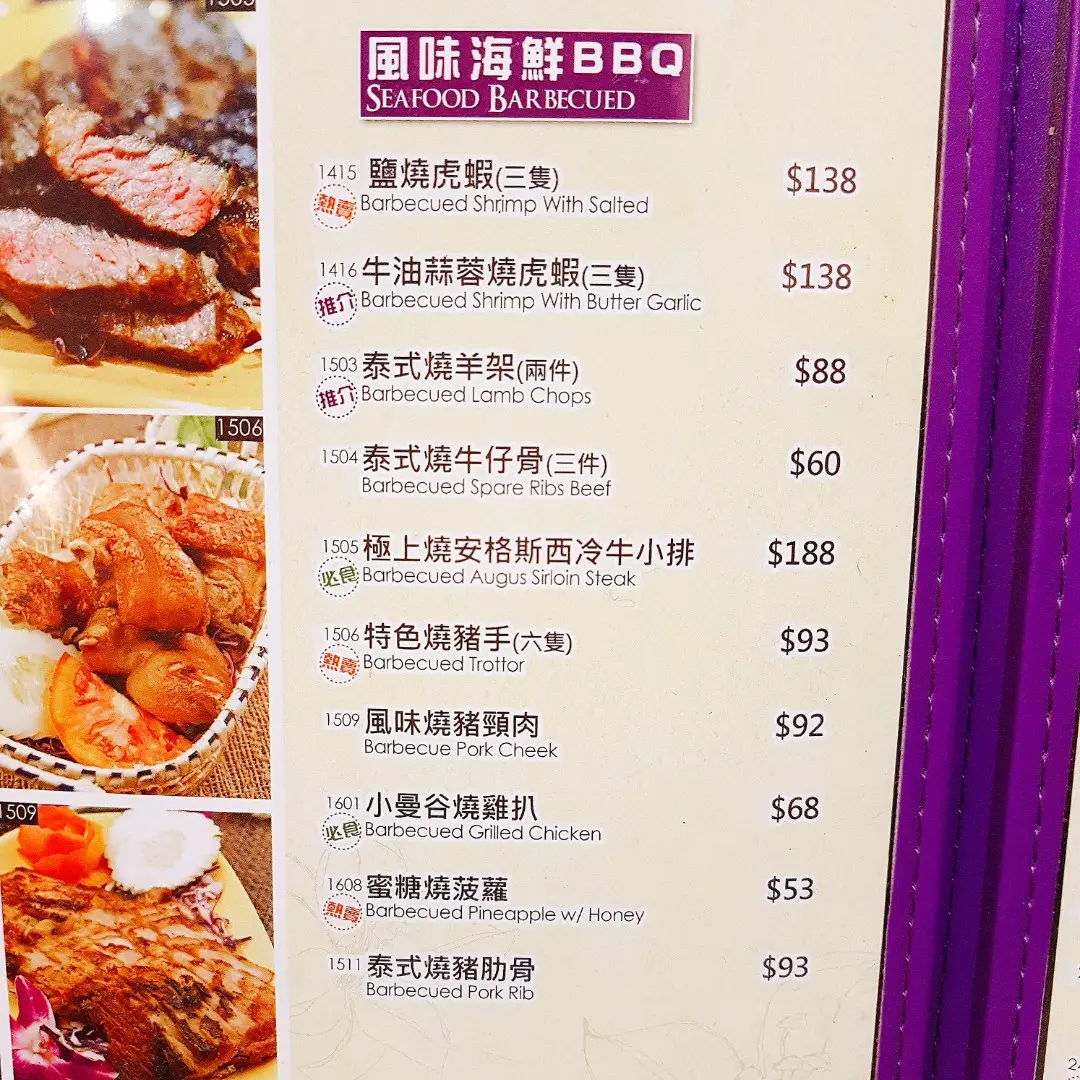 1505
風味海鮮BBQ
SEAFOOD BARBECUED
1415 鹽燒虎蝦(三隻) $138
熱賣 Barbecued Shrimp With Salted
1416 牛油蒜蓉燒虎蝦(三隻) $138
推介 Barbecued Shrimp With Butter Garlic
1503 泰式燒羊架(兩件) $88
推介 Barbecued Lamb Chops
1506
1504 泰式燒牛仔骨(三件) $60
Barbecued Spare Ribs Beef
1505 極上燒安格斯西冷牛小排 $188
必食 Barbecued Augus Sirloin Steak
1506 特色燒豬手(六隻) $93
熱賣 Barbecued Trottor
1509 風味燒豬頸肉 $92
Barbecue Pork Cheek
1509
1601 小曼谷燒雞扒 $68
必食 Barbecued Grilled Chicken
1608 蜜糖燒菠蘿 $53
熱賣 Barbecued Pineapple w/ Honey
1511 泰式燒豬肋骨 $93
Barbecued Pork Rib